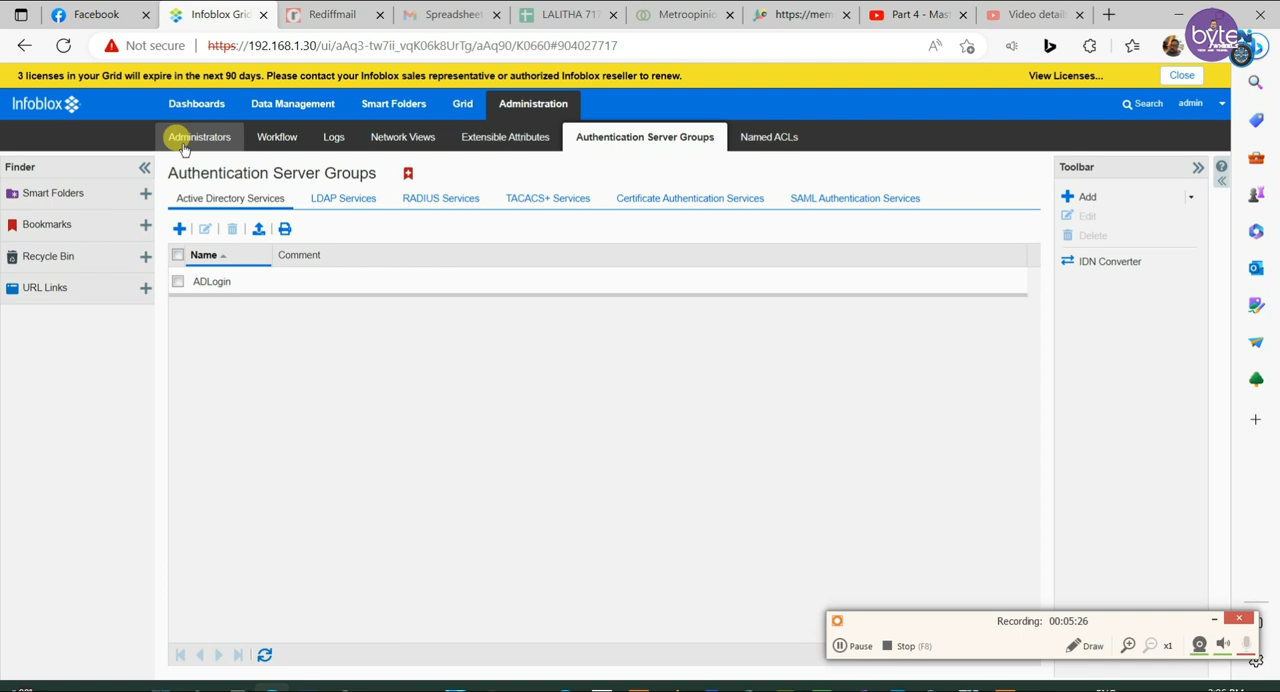 Facebook
Infoblox Grid
Rediffmail
Spreadsheet
LALITHA 717
Metroopinio
https://mem
Part 4 - Mas
Video detail
Not secure
https://192.168.1.30/ui/aAq3-tw7ii_vqK06k8UrTg/aAq90YK0660#904027717
byte
3 licenses in your Grid will expire in the next 90 days. Please contact your Infoblox sales representative or authorized Infoblox reseller to renew.
View Licenses...
Close
Infoblox
Dashboards
Data Management
Smart Folders
Grid
Administration
Search
admin
Administrators
Workflow
Logs
Network Views
Extensible Attributes
Authentication Server Groups
Named ACLs
Finder
Smart Folders
Bookmarks
Recycle Bin
URL Links
Authentication Server Groups
Active Directory Services
LDAP Services
RADIUS Services
TACACS+ Services
Certificate Authentication Services
SAML Authentication Services
Name
Comment
ADLogin
Toolbar
Add
Edit
Delete
IDN Converter
Recording: 00:05:26
Pause
Stop (F8)
Draw
x1